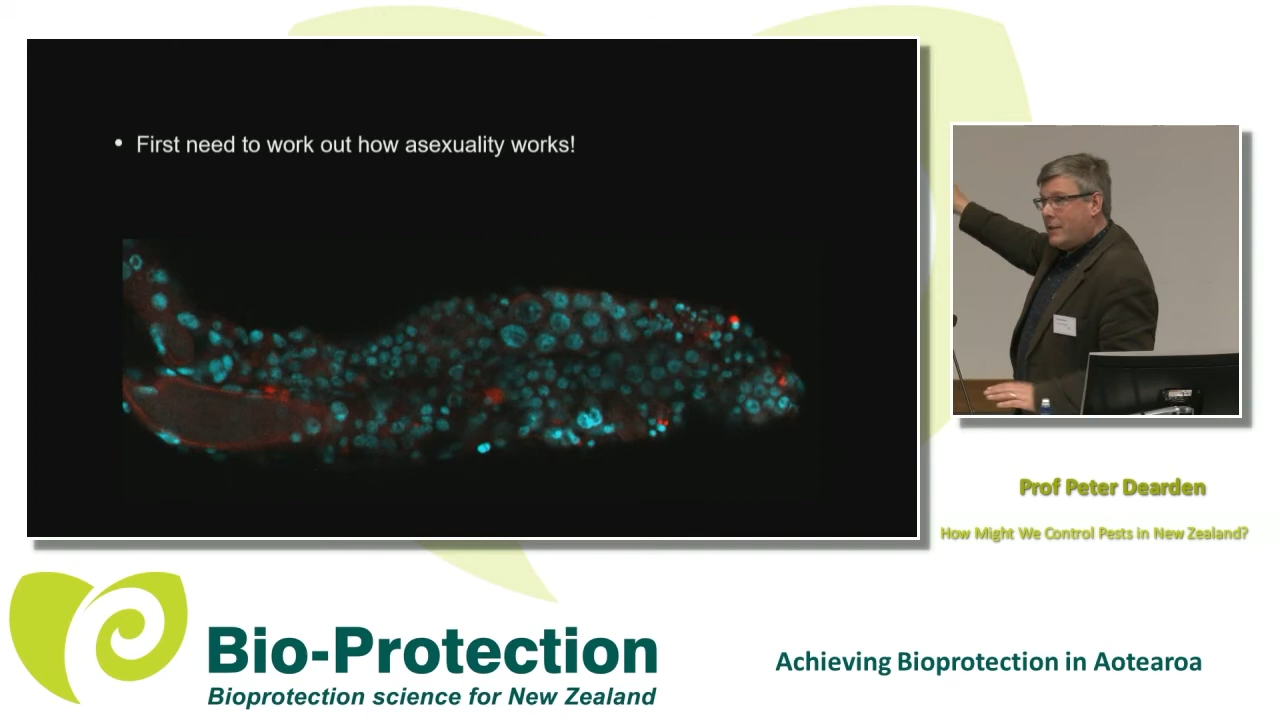 • First need to work out how asexuality works!
Prof Peter Dearden
How Might We Control Pests in New Zealand?
Bio-Protection
Bioprotection science for New Zealand
Achieving Bioprotection in Aotearoa